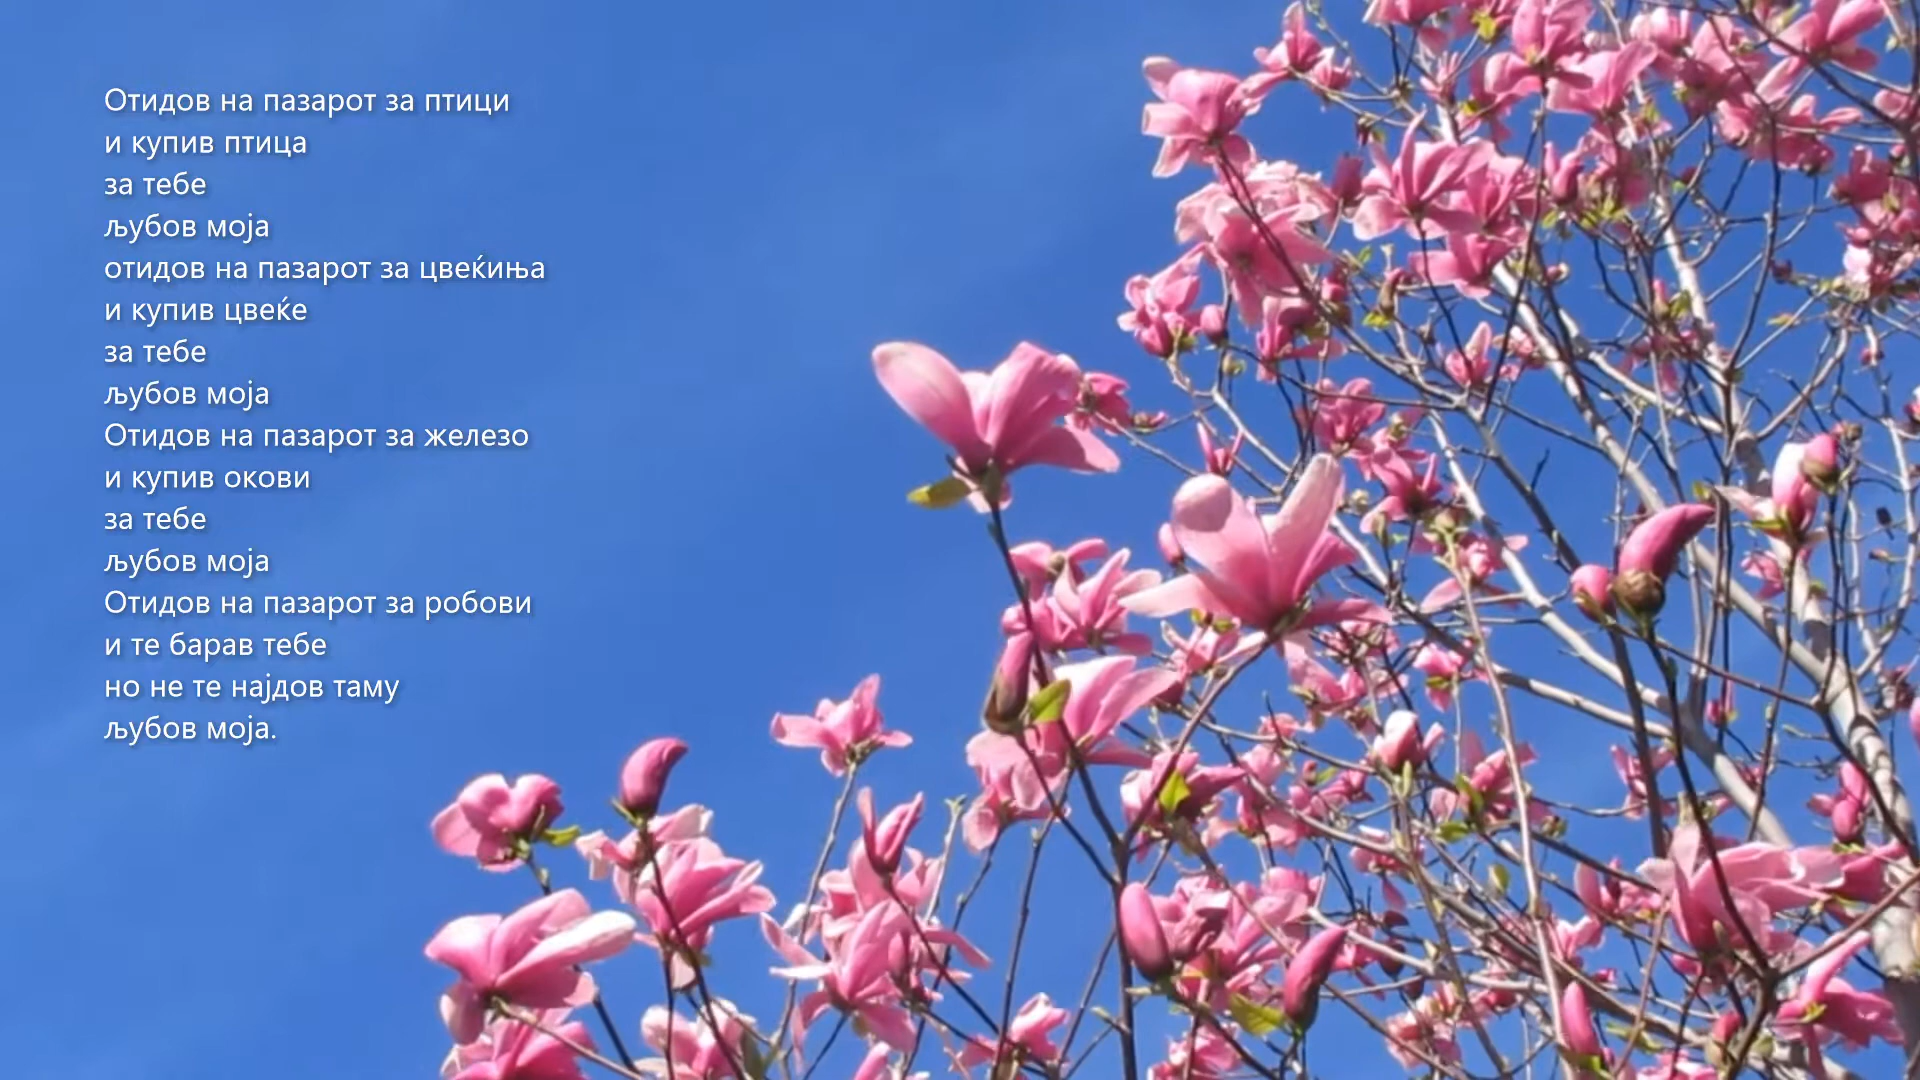 Отидов на пазарот за птици
и купив птица
за тебе
љубов моја
отидов на пазарот за цвеќиња
и купив цвеќе
за тебе
љубов моја
Отидов на пазарот за железо
и купив окови
за тебе
љубов моја
Отидов на пазарот за робови
и те барав тебе
но не те најдов таму
љубов моја.